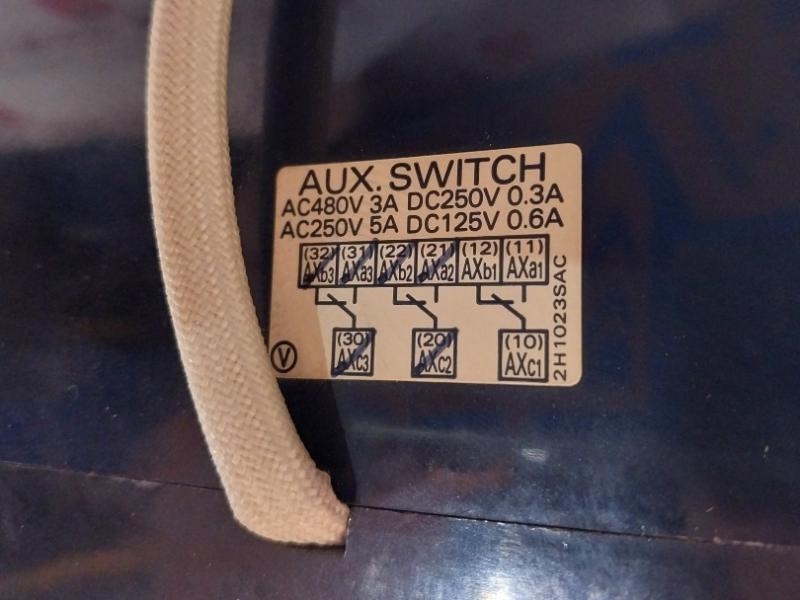 AUX. SWITCH
AC480V 3A DC250V 0.3A
AC250V 5A DC125V 0.6A
(32) (31) (22) (21) (12) (11)
AXb3 AXa3 AXb2 AXa2 AXb1 AXa1
(30) (20) (10)
AXc3 AXc2 AXc1
V
2H1023SAC